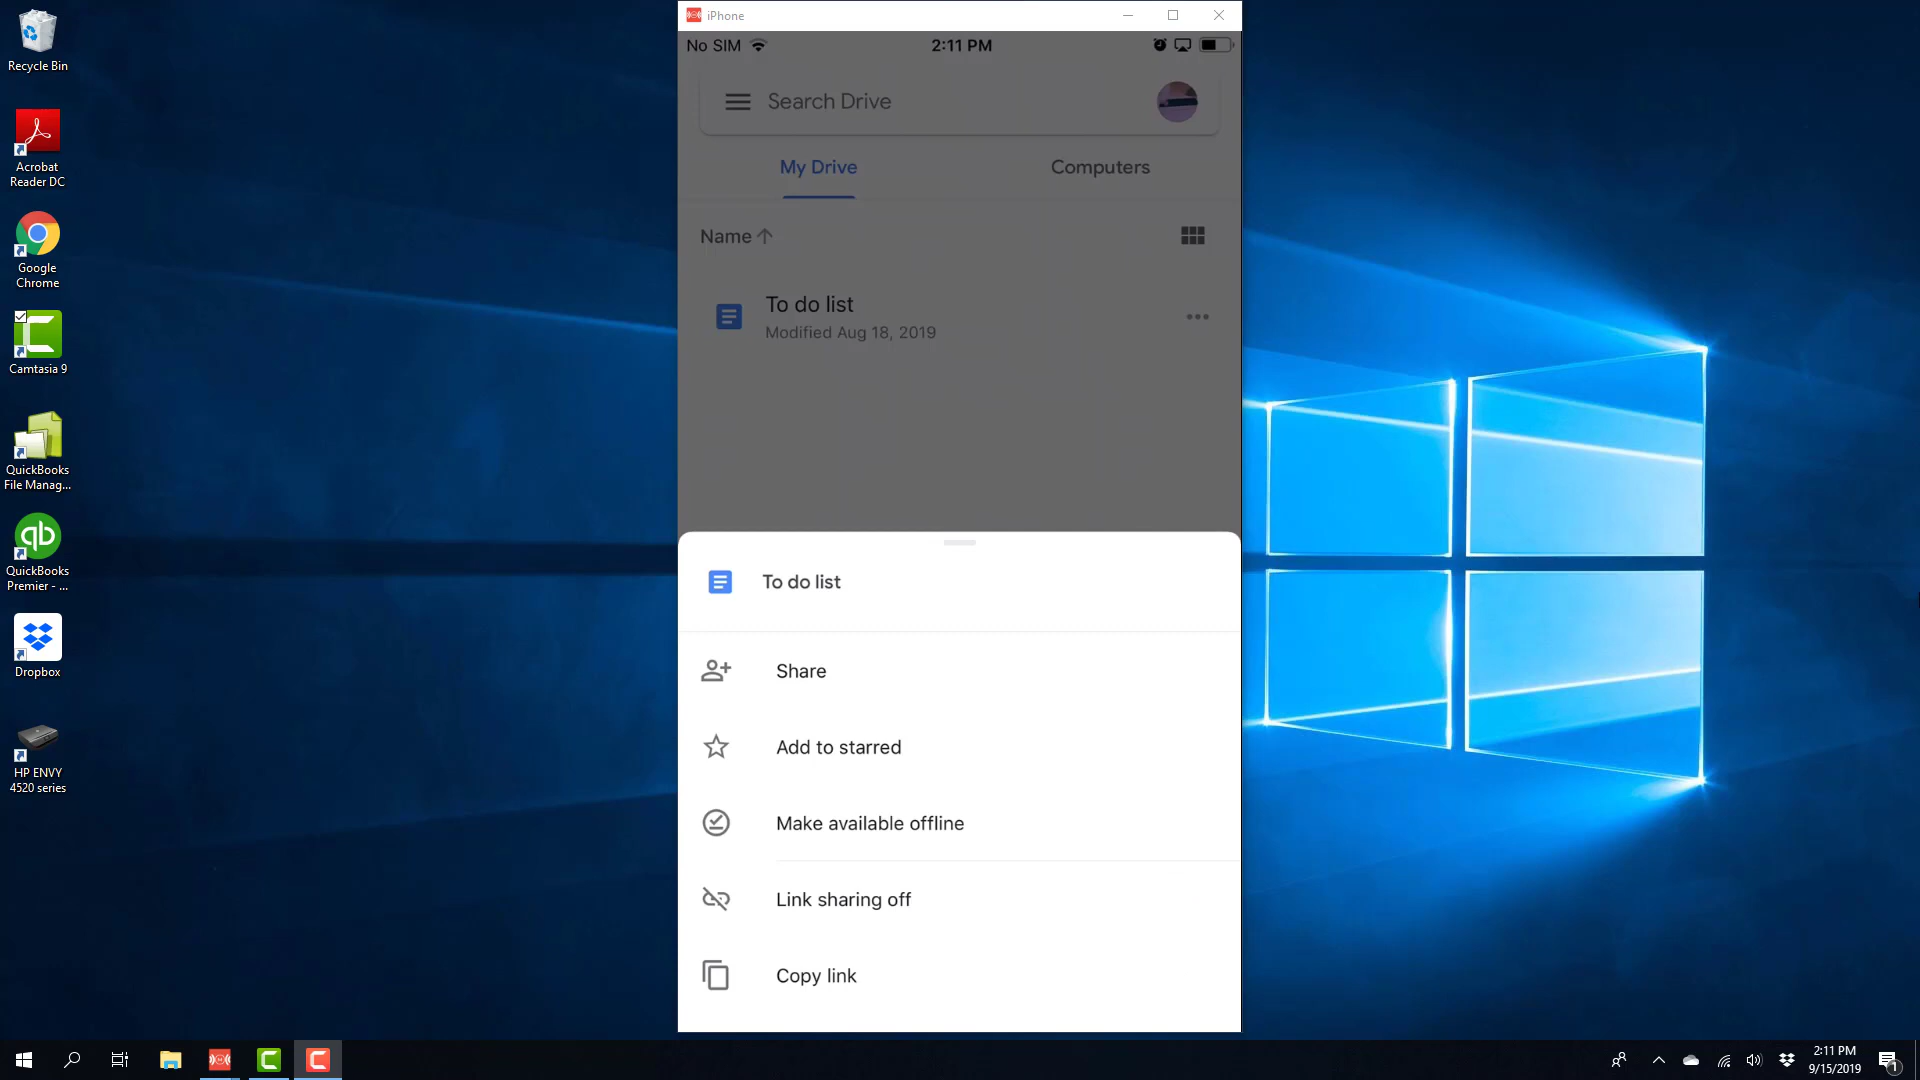 Recycle Bin
Acrobat
Reader DC
Google
Chrome
Camtasia 9
QuickBooks
File Manag...
QuickBooks
Premier - ...
Dropbox
HP ENVY
4520 series
iPhone
No SIM
2:11 PM
Search Drive
My Drive
Computers
Name
To do list
Modified Aug 18, 2019
To do list
Share
Add to starred
Make available offline
Link sharing off
Copy link
2:11 PM
9/15/2019
1